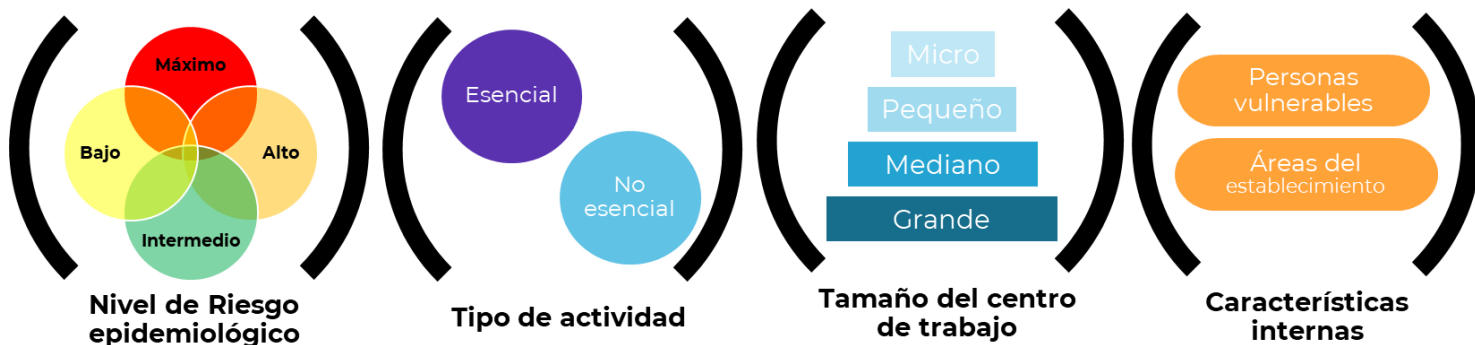 Máximo
Bajo
Alto
Intermedio
Nivel de Riesgo
epidemiológico
Esencial
No
esencial
Tipo de actividad
Micro
Pequeño
Mediano
Grande
Tamaño del centro
de trabajo
Personas
vulnerables
Áreas del
establecimiento
Características
internas